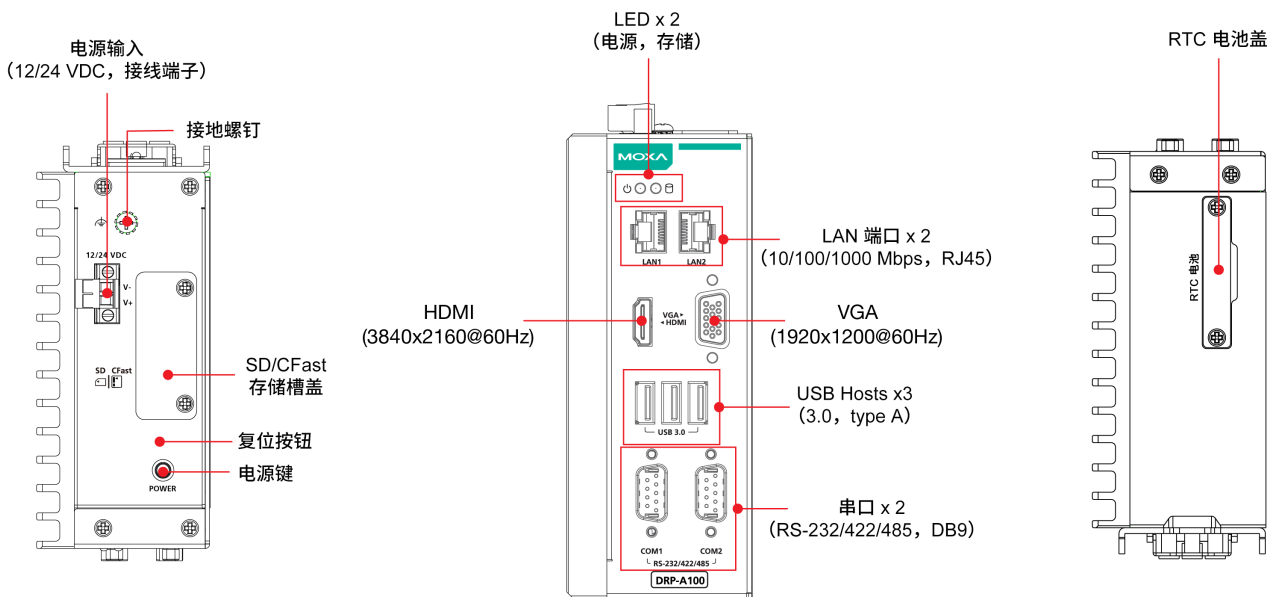 电源输入
（12/24 VDC，接线端子）
接地螺钉
12/24 VDC
V-
V+
SD CFast
SD/CFast
存储槽盖
复位按钮
电源键
POWER
LED x 2
（电源，存储）
MOXA
LAN1 LAN2
LAN 端口 x 2
（10/100/1000 Mbps，RJ45）
HDMI
(3840x2160@60Hz)
VGA
HDMI
VGA
(1920x1200@60Hz)
USB 3.0
USB Hosts x3
（3.0，type A）
串口 x 2
（RS-232/422/485，DB9）
COM1 COM2
RS-232/422/485
DRP-A100
RTC 电池盖
RTC 电池